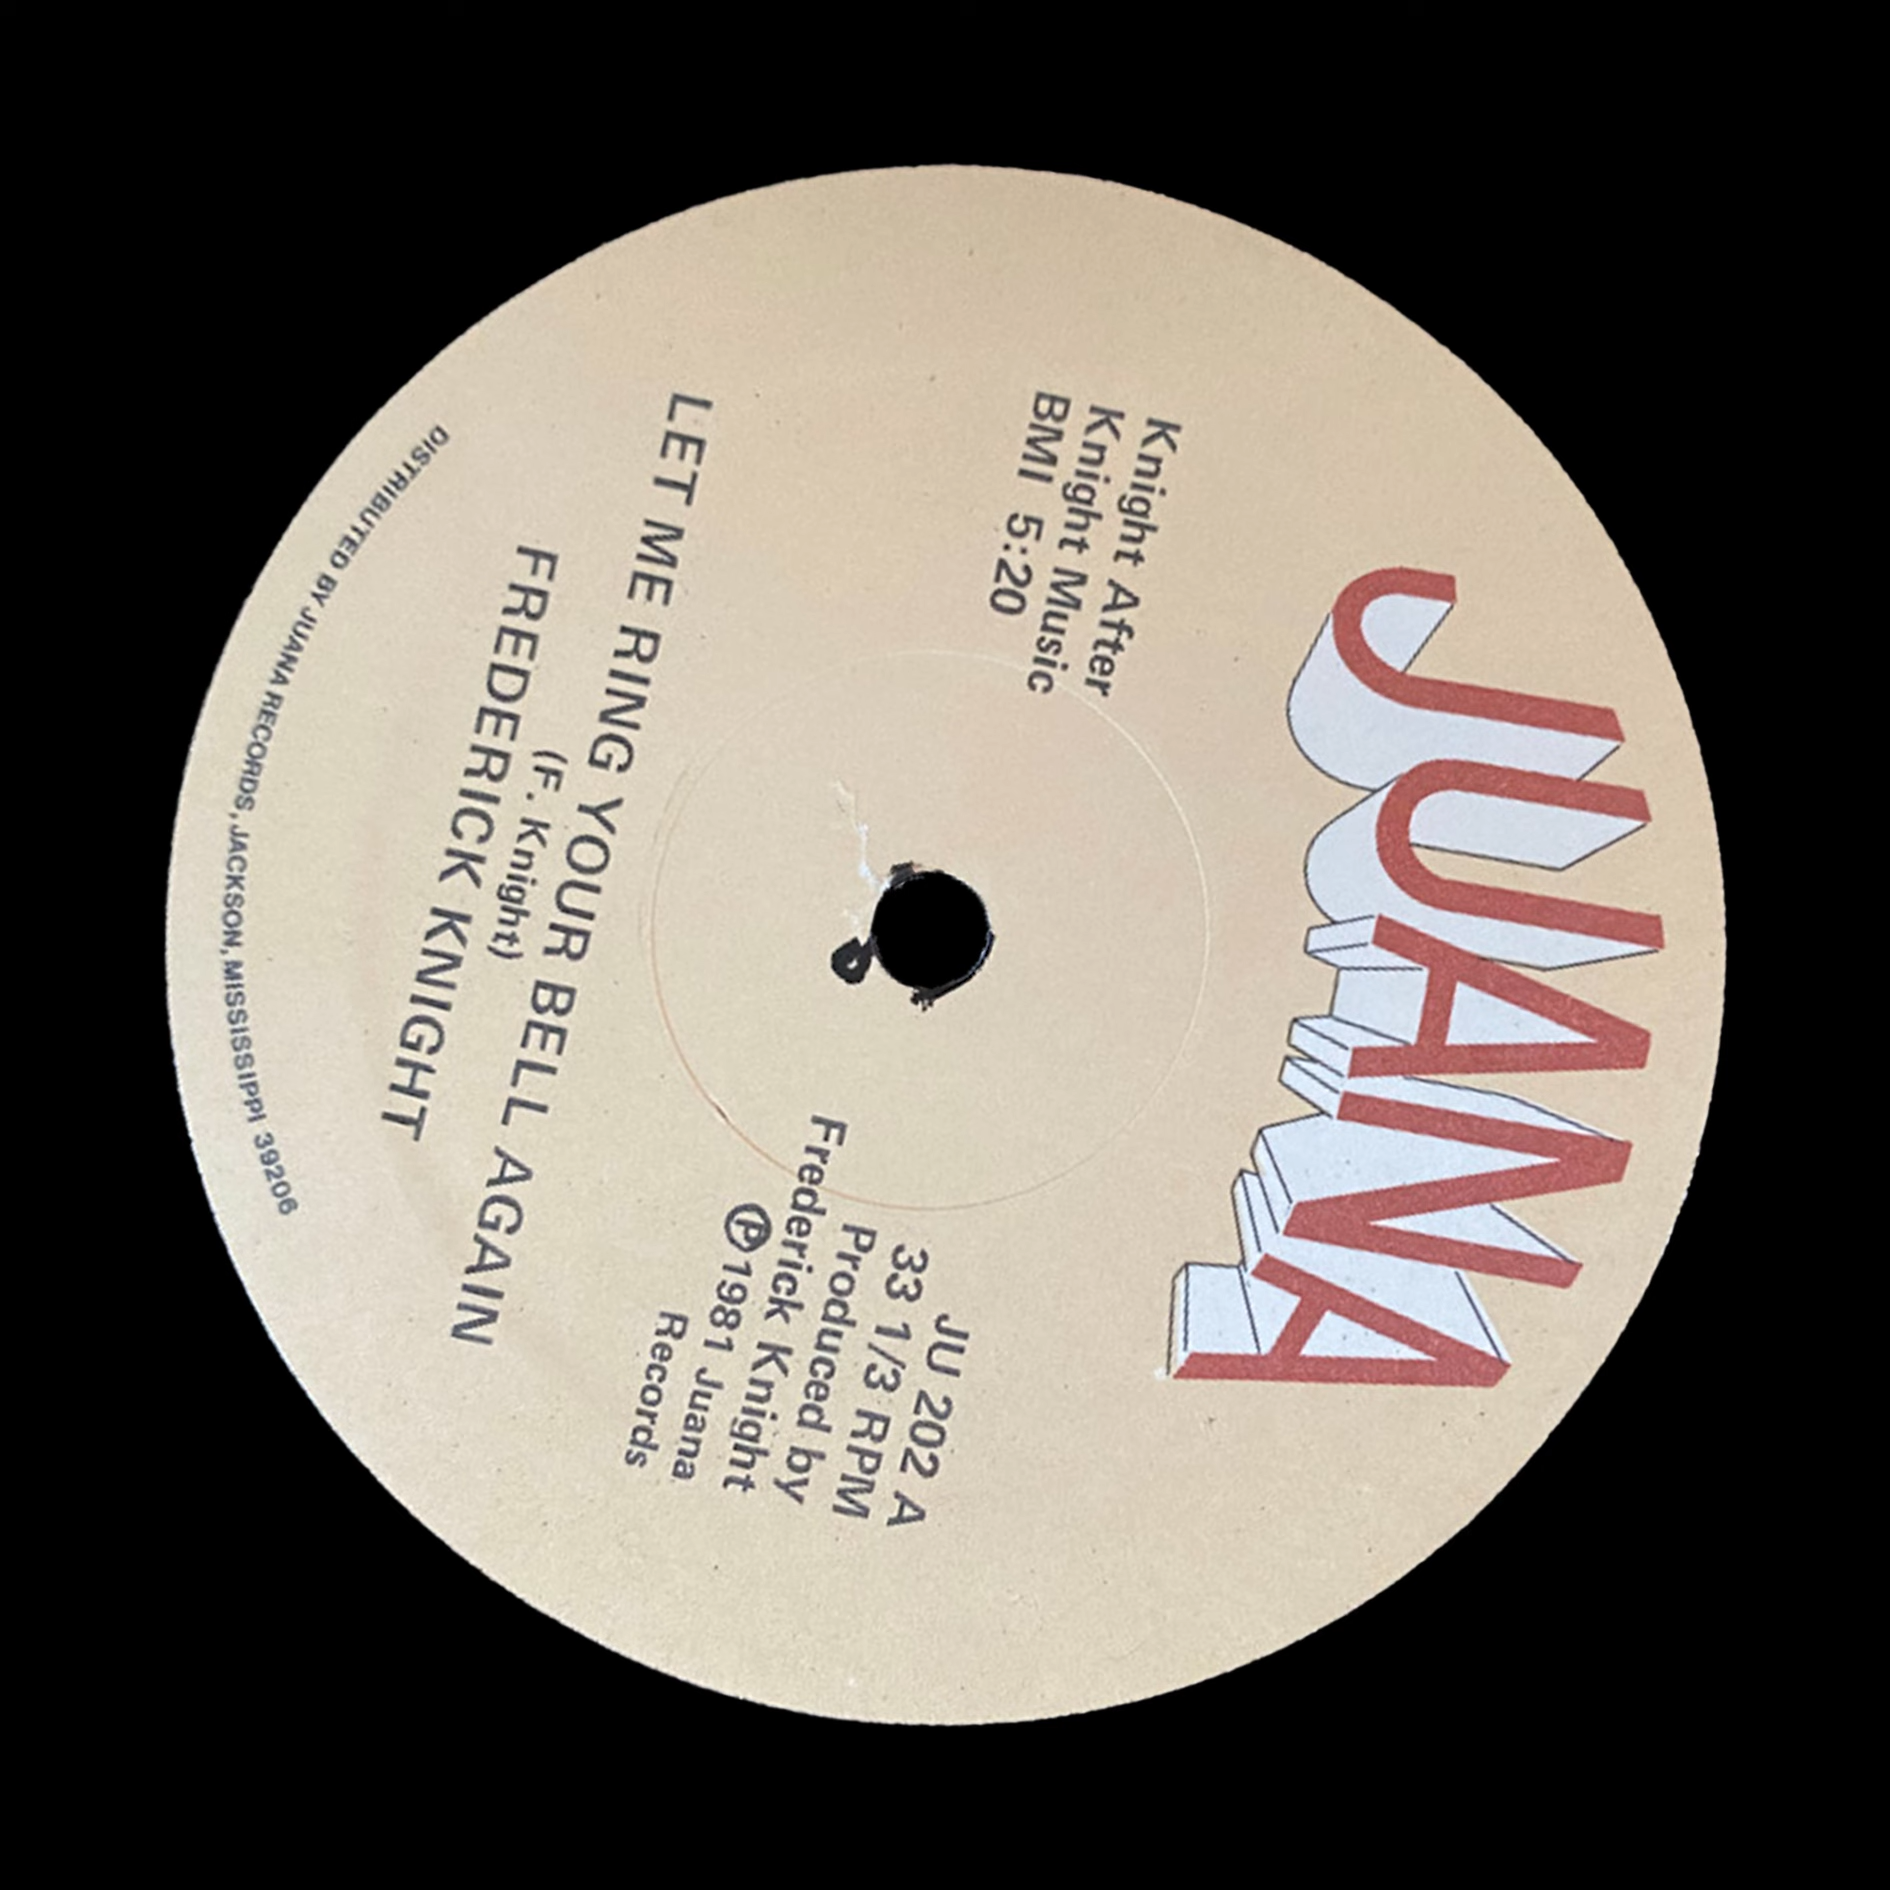 JUANA
Knight After
Knight Music
BMI 5:20
JU 202 A
33 1/3 RPM
Produced by
Frederick Knight
℗ 1981 Juana
Records
LET ME RING YOUR BELL AGAIN
(F. Knight)
FREDERICK KNIGHT
DISTRIBUTED BY JUANA RECORDS, JACKSON, MISSISSIPPI 39206